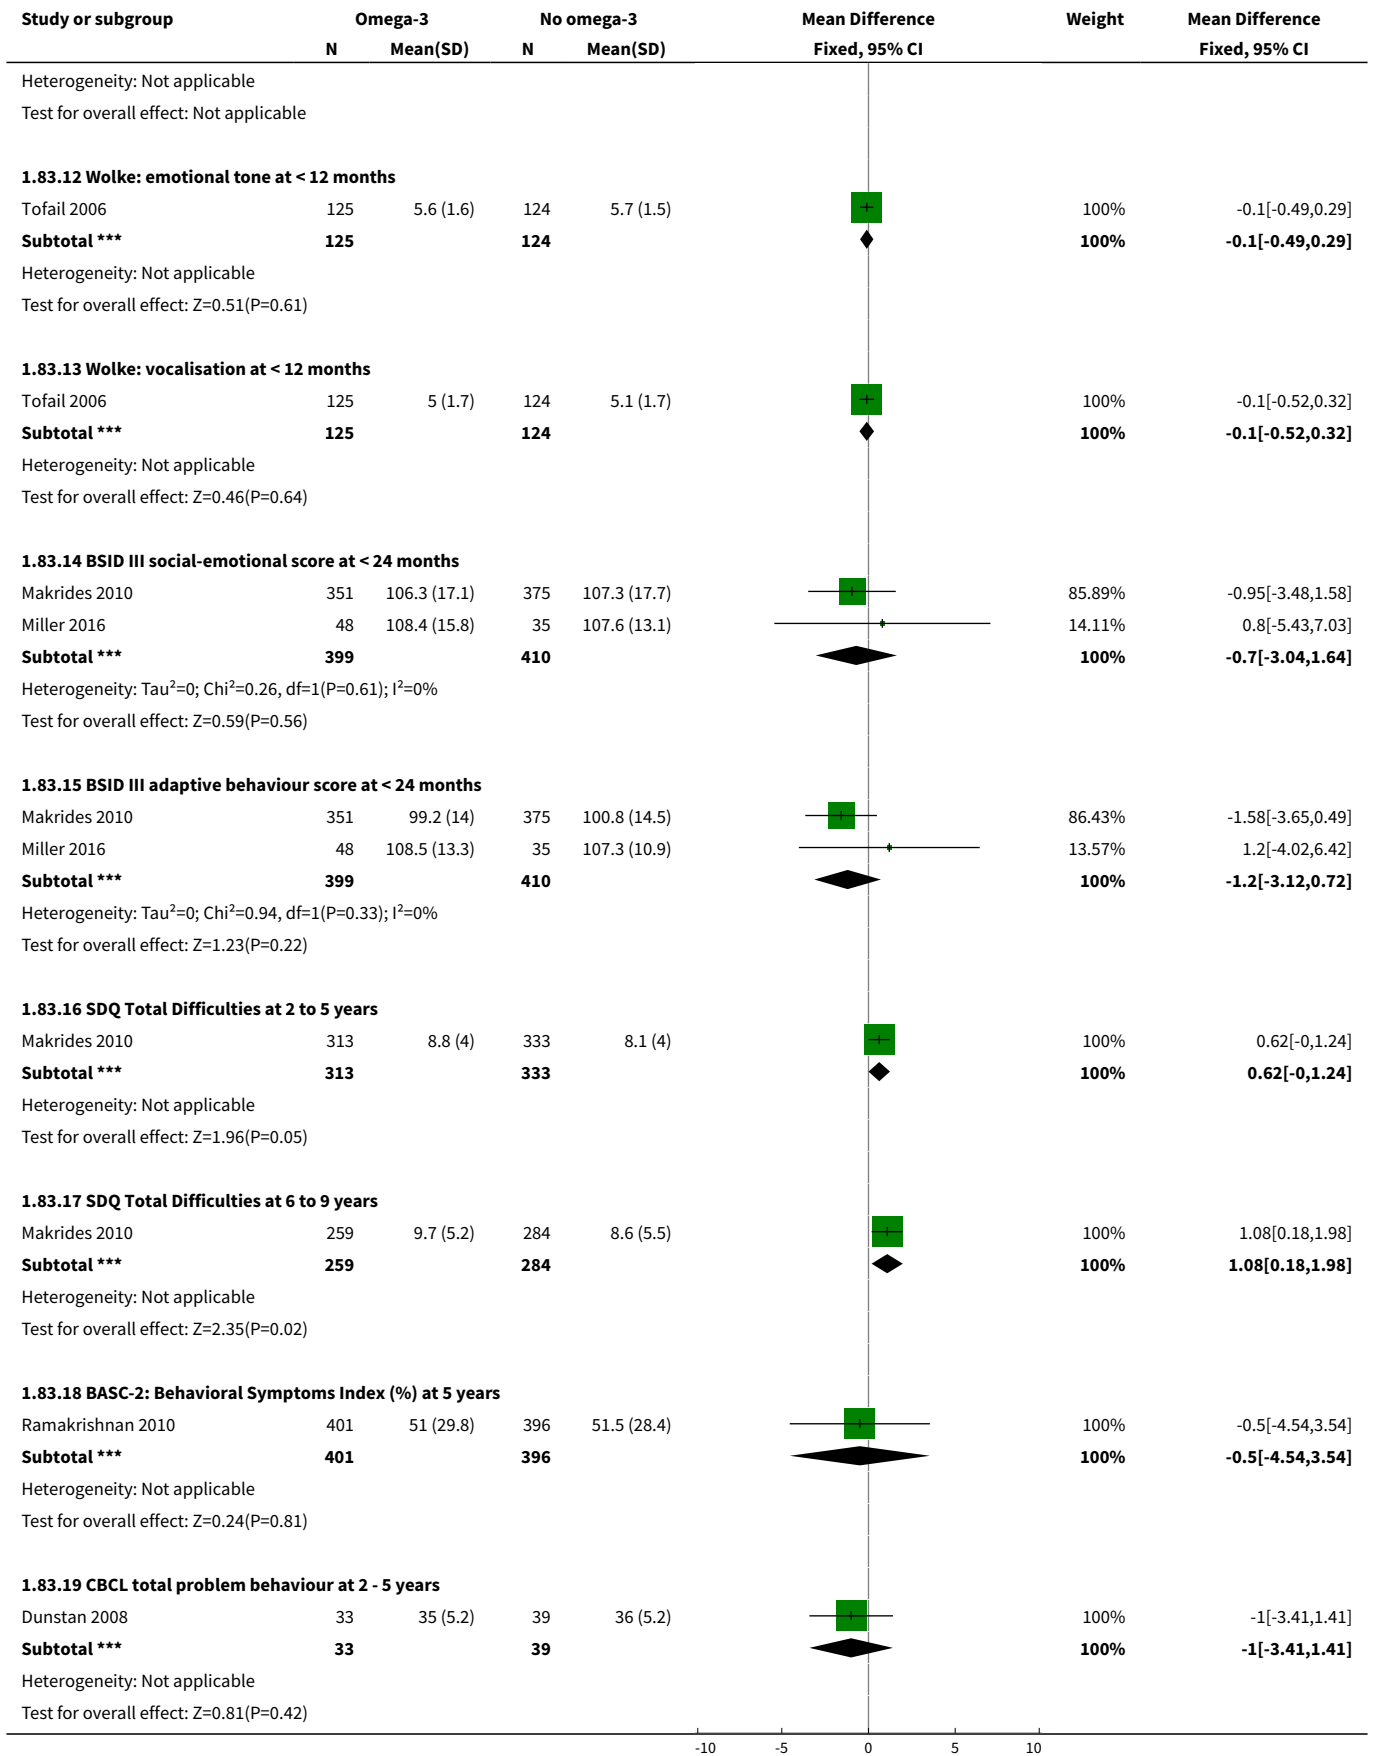 Study or subgroup Omega-3 No omega-3 Mean Difference Weight Mean Difference
N Mean(SD) N Mean(SD) Fixed, 95% CI Fixed, 95% CI
Heterogeneity: Not applicable
Test for overall effect: Not applicable
1.83.12 Wolke: emotional tone at < 12 months
Tofail 2006 125 5.6 (1.6) 124 5.7 (1.5) 100% -0.1[-0.49,0.29]
Subtotal *** 125 124 100% -0.1[-0.49,0.29]
Heterogeneity: Not applicable
Test for overall effect: Z=0.51(P=0.61)
1.83.13 Wolke: vocalisation at < 12 months
Tofail 2006 125 5 (1.7) 124 5.1 (1.7) 100% -0.1[-0.52,0.32]
Subtotal *** 125 124 100% -0.1[-0.52,0.32]
Heterogeneity: Not applicable
Test for overall effect: Z=0.46(P=0.64)
1.83.14 BSID III social-emotional score at < 24 months
Makrides 2010 351 106.3 (17.1) 375 107.3 (17.7) 85.89% -0.95[-3.48,1.58]
Miller 2016 48 108.4 (15.8) 35 107.6 (13.1) 14.11% 0.8[-5.43,7.03]
Subtotal *** 399 410 100% -0.7[-3.04,1.64]
Heterogeneity: Tau²=0; Chi²=0.26, df=1(P=0.61); I²=0%
Test for overall effect: Z=0.59(P=0.56)
1.83.15 BSID III adaptive behaviour score at < 24 months
Makrides 2010 351 99.2 (14) 375 100.8 (14.5) 86.43% -1.58[-3.65,0.49]
Miller 2016 48 108.5 (13.3) 35 107.3 (10.9) 13.57% 1.2[-4.02,6.42]
Subtotal *** 399 410 100% -1.2[-3.12,0.72]
Heterogeneity: Tau²=0; Chi²=0.94, df=1(P=0.33); I²=0%
Test for overall effect: Z=1.23(P=0.22)
1.83.16 SDQ Total Difficulties at 2 to 5 years
Makrides 2010 313 8.8 (4) 333 8.1 (4) 100% 0.62[-0,1.24]
Subtotal *** 313 333 100% 0.62[-0,1.24]
Heterogeneity: Not applicable
Test for overall effect: Z=1.96(P=0.05)
1.83.17 SDQ Total Difficulties at 6 to 9 years
Makrides 2010 259 9.7 (5.2) 284 8.6 (5.5) 100% 1.08[0.18,1.98]
Subtotal *** 259 284 100% 1.08[0.18,1.98]
Heterogeneity: Not applicable
Test for overall effect: Z=2.35(P=0.02)
1.83.18 BASC-2: Behavioral Symptoms Index (%) at 5 years
Ramakrishnan 2010 401 51 (29.8) 396 51.5 (28.4) 100% -0.5[-4.54,3.54]
Subtotal *** 401 396 100% -0.5[-4.54,3.54]
Heterogeneity: Not applicable
Test for overall effect: Z=0.24(P=0.81)
1.83.19 CBCL total problem behaviour at 2 - 5 years
Dunstan 2008 33 35 (5.2) 39 36 (5.2) 100% -1[-3.41,1.41]
Subtotal *** 33 39 100% -1[-3.41,1.41]
Heterogeneity: Not applicable
Test for overall effect: Z=0.81(P=0.42)
-10 -5 0 5 10